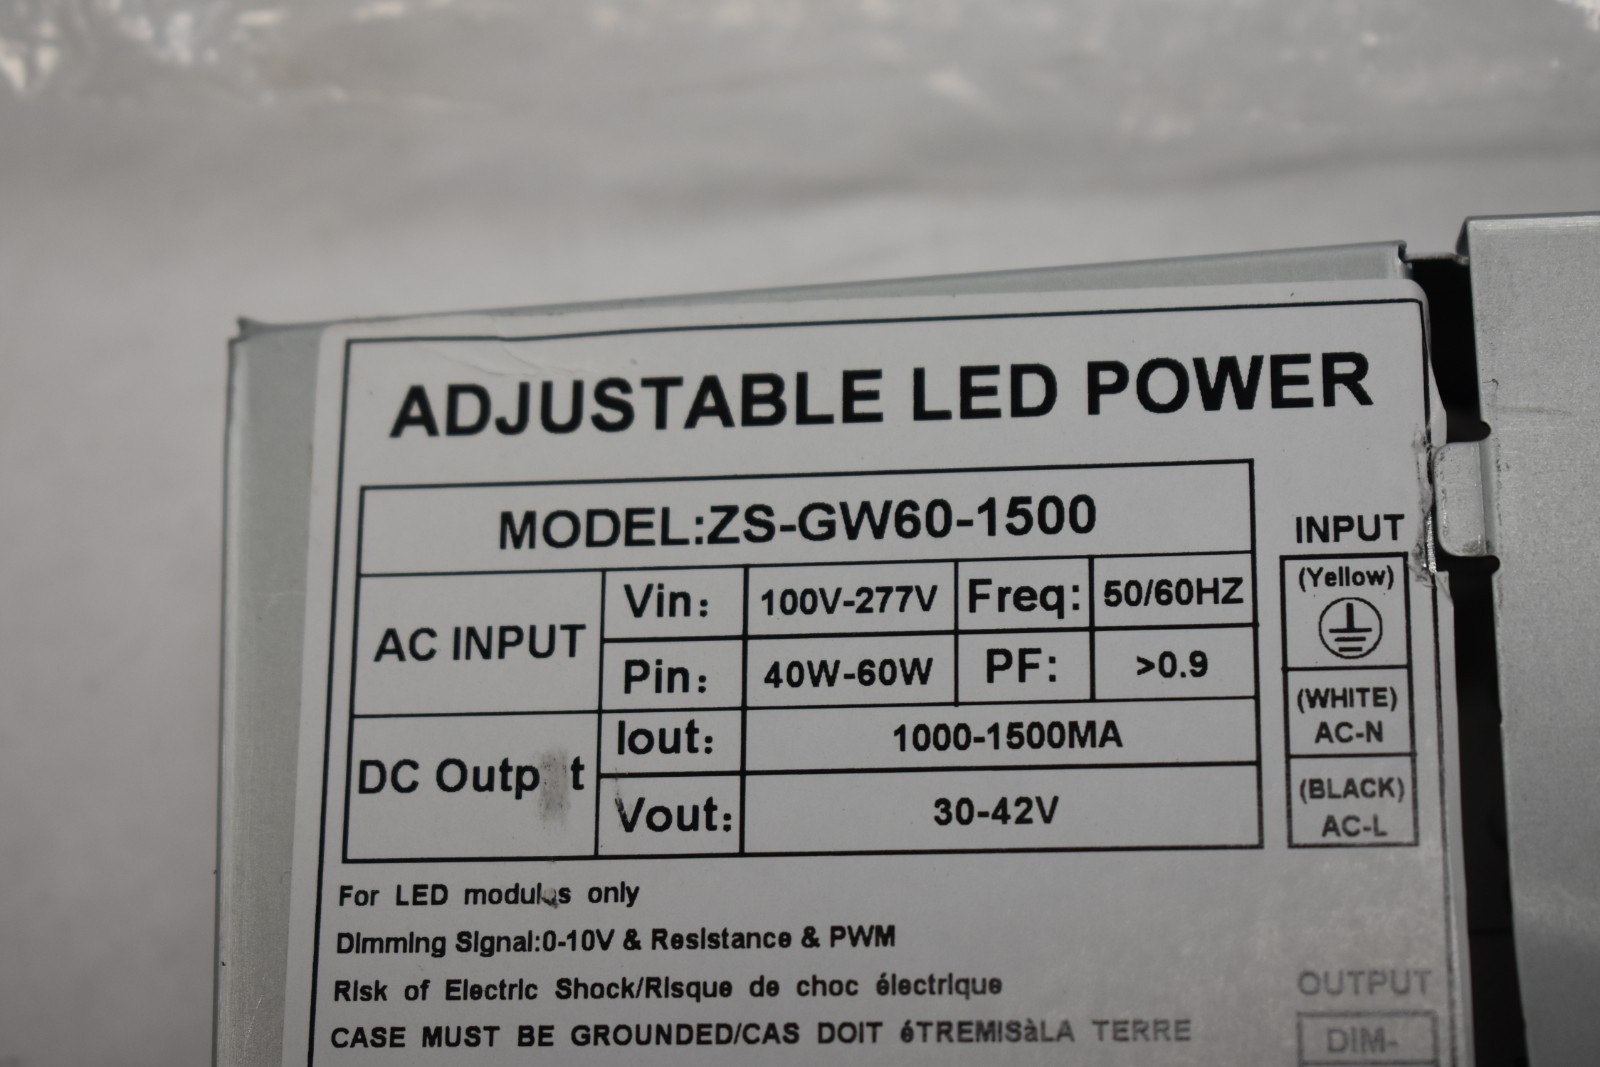 ADJUSTABLE LED POWER
MODEL:ZS-GW60-1500
AC INPUT
Vin: 100V-277V Freq: 50/60HZ
Pin: 40W-60W PF: >0.9
DC Outp t
Iout: 1000-1500MA
Vout: 30-42V
INPUT
(Yellow)
(WHITE)
AC-N
(BLACK)
AC-L
For LED modules only
Dimming Signal:0-10V & Resistance & PWM
Risk of Electric Shock/Risque de choc électrique
CASE MUST BE GROUNDED/CAS DOIT éTREMISàLA TERRE
OUTPUT
DIM-